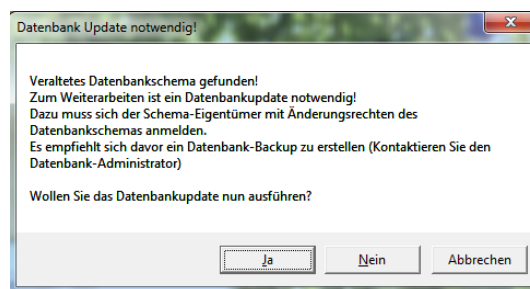 Datenbank Update notwendig!
Veraltetes Datenbankschema gefunden!
Zum Weiterarbeiten ist ein Datenbankupdate notwendig!
Dazu muss sich der Schema-Eigentümer mit Änderungsrechten des
Datenbankschemas anmelden.
Es empfiehlt sich davor ein Datenbank-Backup zu erstellen (Kontaktieren Sie den
Datenbank-Administrator)
Wollen Sie das Datenbankupdate nun ausführen?
Ja Nein Abbrechen